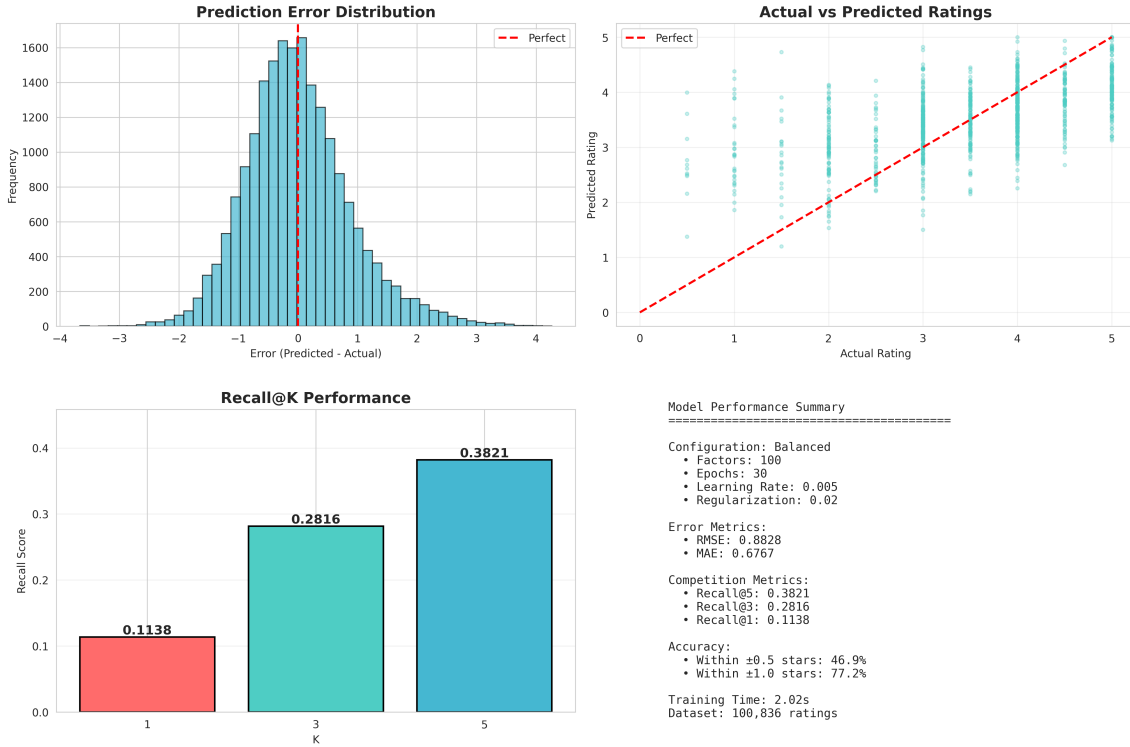 Prediction Error Distribution
Perfect
1600
1400
1200
1000
800
600
400
200
0
Frequency
−4 −3 −2 −1 0 1 2 3 4
Error (Predicted - Actual)
Actual vs Predicted Ratings
Perfect
5
4
3
2
1
0
Predicted Rating
0 1 2 3 4 5
Actual Rating
Recall@K Performance
0.4
0.3
0.2
0.1
0.0
Recall Score
0.1138
0.2816
0.3821
1 3 5
K
Model Performance Summary
========================================
Configuration: Balanced
• Factors: 100
• Epochs: 30
• Learning Rate: 0.005
• Regularization: 0.02
Error Metrics:
• RMSE: 0.8828
• MAE: 0.6767
Competition Metrics:
• Recall@5: 0.3821
• Recall@3: 0.2816
• Recall@1: 0.1138
Accuracy:
• Within ±0.5 stars: 46.9%
• Within ±1.0 stars: 77.2%
Training Time: 2.02s
Dataset: 100,836 ratings